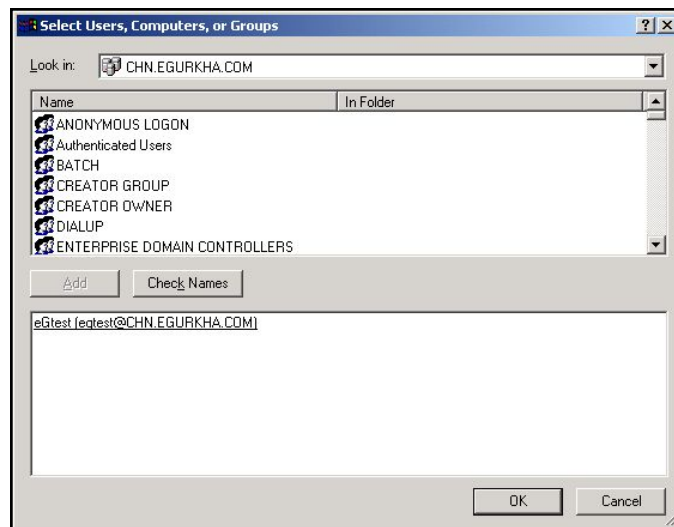 Select Users, Computers, or Groups
Look in: CHN.EGURKHA.COM
Name In Folder
ANONYMOUS LOGON
Authenticated Users
BATCH
CREATOR GROUP
CREATOR OWNER
DIALUP
ENTERPRISE DOMAIN CONTROLLERS
Add Check Names
eGtest (egtest@CHN.EGURKHA.COM)
OK Cancel